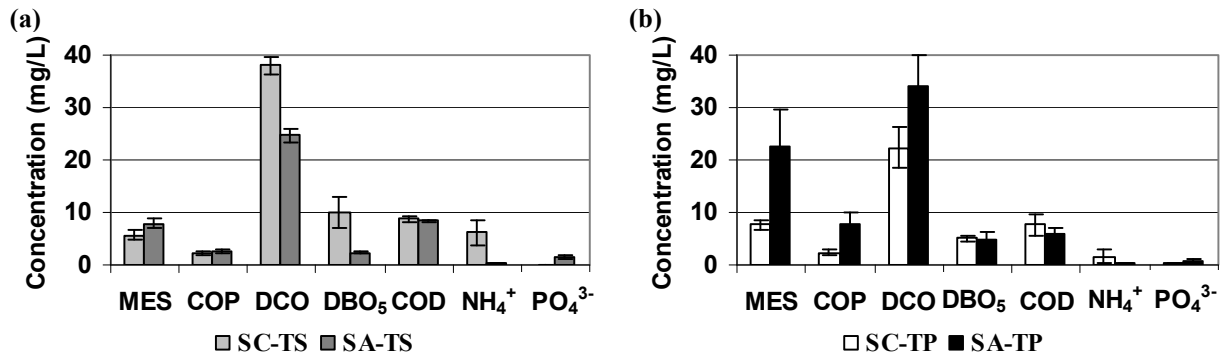 (a)
Concentration (mg/L)
40
30
20
10
0
MES COP DCO DBO₅ COD NH₄⁺ PO₄³⁻
SC-TS SA-TS
(b)
Concentration (mg/L)
40
30
20
10
0
MES COP DCO DBO₅ COD NH₄⁺ PO₄³⁻
SC-TP SA-TP